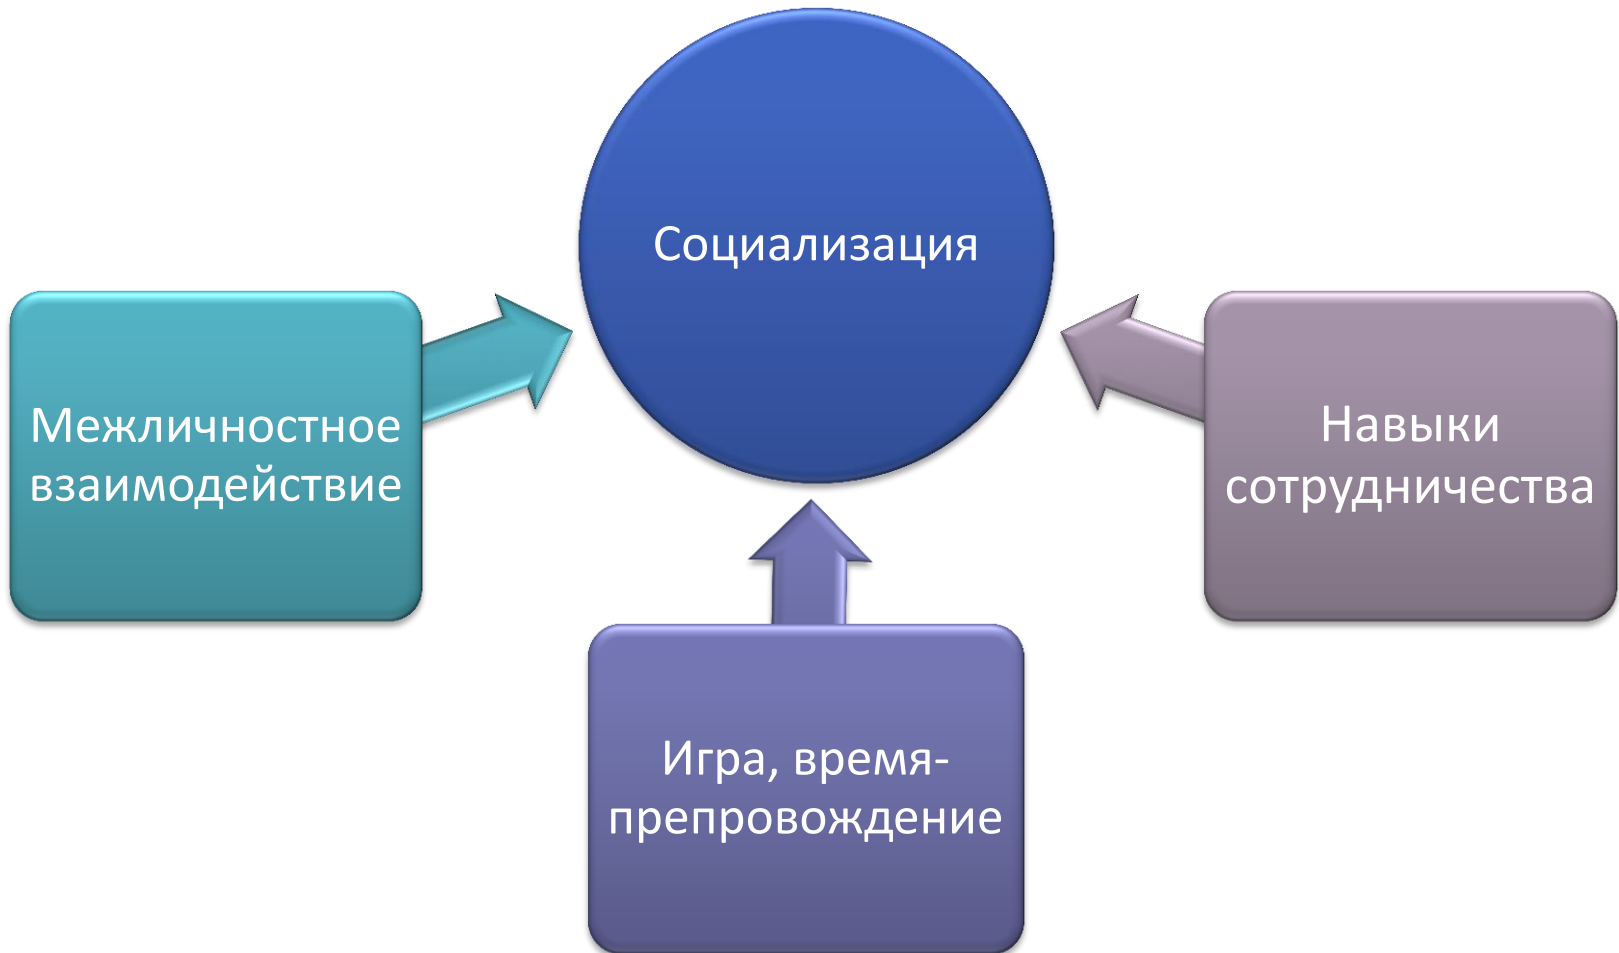 Социализация
Межличностное
взаимодействие
Навыки
сотрудничества
Игра, время-
препровождение